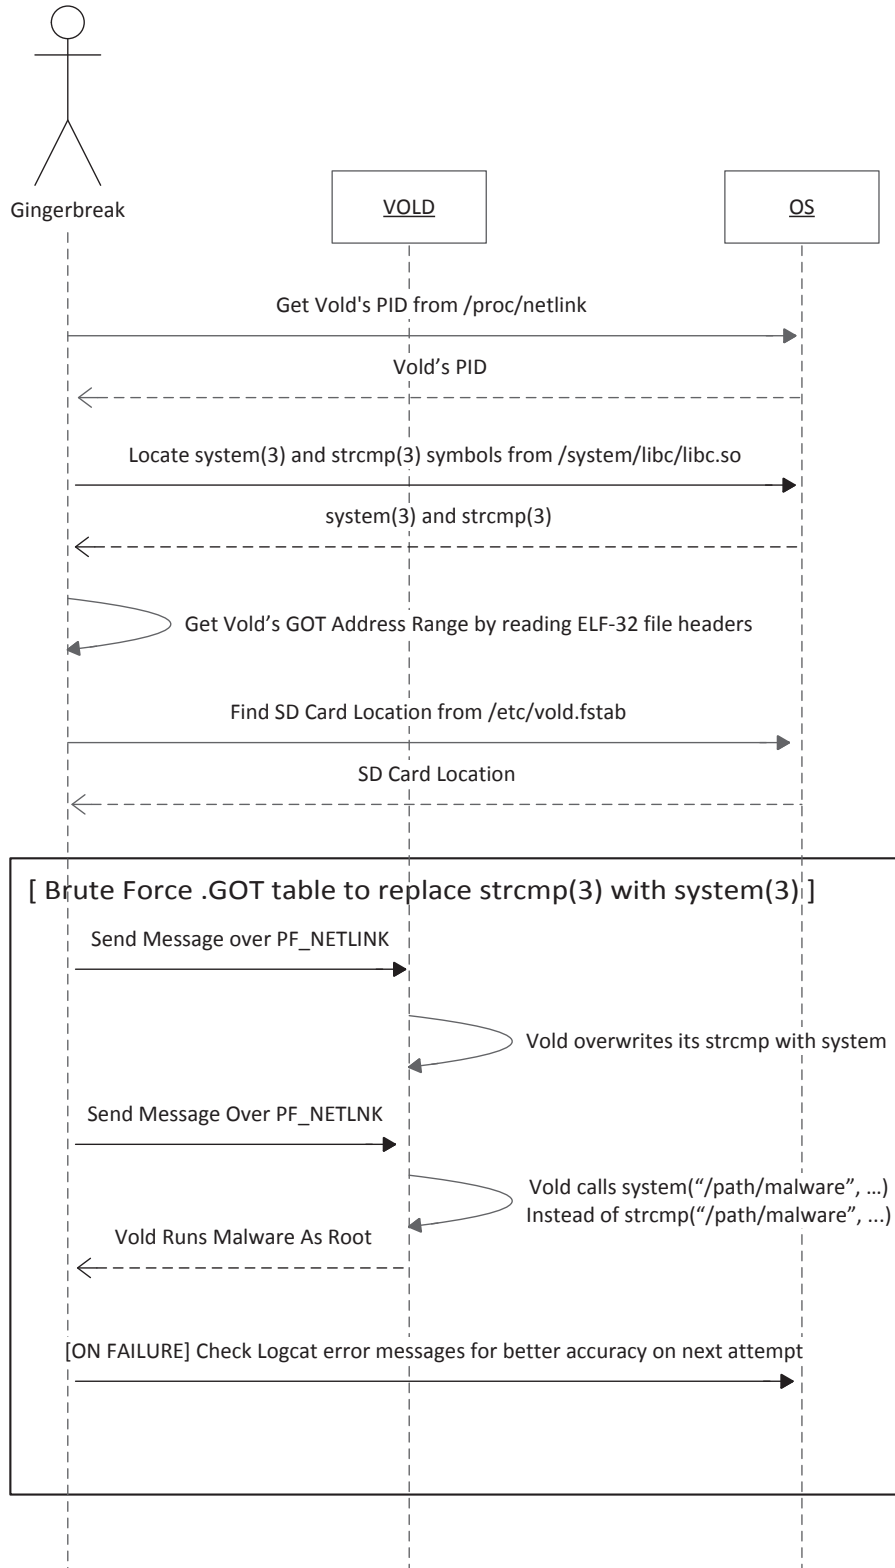 Gingerbreak
VOLD
OS
Get Vold's PID from /proc/netlink
Vold’s PID
Locate system(3) and strcmp(3) symbols from /system/libc/libc.so
system(3) and strcmp(3)
Get Vold’s GOT Address Range by reading ELF-32 file headers
Find SD Card Location from /etc/vold.fstab
SD Card Location
[ Brute Force .GOT table to replace strcmp(3) with system(3) ]
Send Message over PF_NETLINK
Vold overwrites its strcmp with system
Send Message Over PF_NETLNK
Vold calls system(“/path/malware”, …)
Instead of strcmp(“/path/malware”, ...)
Vold Runs Malware As Root
[ON FAILURE] Check Logcat error messages for better accuracy on next attempt